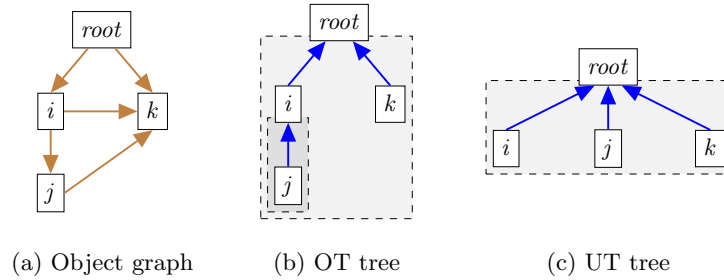 root
i
k
j
(a) Object graph
root
i
k
j
(b) OT tree
root
i
j
k
(c) UT tree